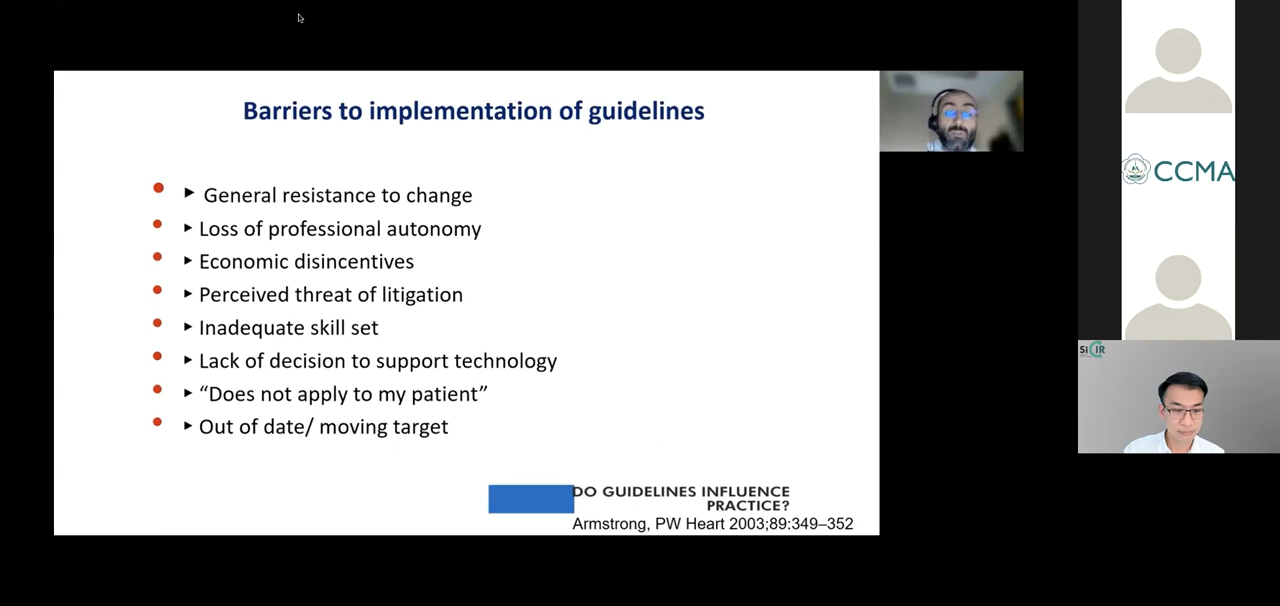 Barriers to implementation of guidelines
• ► General resistance to change
• ► Loss of professional autonomy
• ► Economic disincentives
• ► Perceived threat of litigation
• ► Inadequate skill set
• ► Lack of decision to support technology
• ► “Does not apply to my patient”
• ► Out of date/ moving target
DO GUIDELINES INFLUENCE
PRACTICE?
Armstrong, PW Heart 2003;89:349–352
CCMA
SiCIR